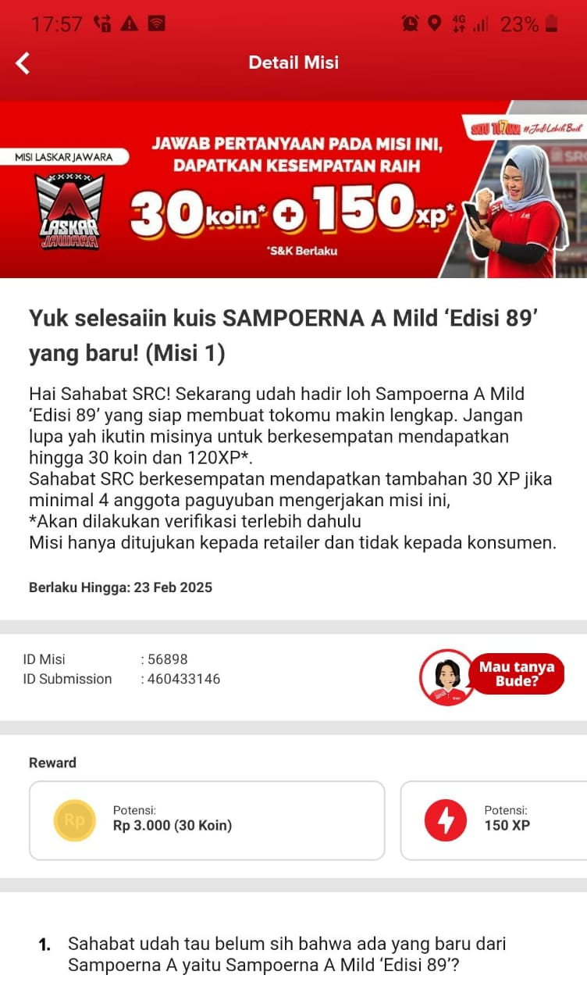 17:57
4G
23%
Detail Misi
SATU TUJUAN #JadiLebihBaik
MISI LASKAR JAWARA
JAWAB PERTANYAAN PADA MISI INI,
DAPATKAN KESEMPATAN RAIH
30 koin* + 150 xp*
*S&K Berlaku
LASKAR
JAWARA
SRC
Yuk selesaiin kuis SAMPOERNA A Mild ‘Edisi 89’
yang baru! (Misi 1)
Hai Sahabat SRC! Sekarang udah hadir loh Sampoerna A Mild
‘Edisi 89’ yang siap membuat tokomu makin lengkap. Jangan
lupa yah ikutin misinya untuk berkesempatan mendapatkan
hingga 30 koin dan 120XP*.
Sahabat SRC berkesempatan mendapatkan tambahan 30 XP jika
minimal 4 anggota paguyuban mengerjakan misi ini,
*Akan dilakukan verifikasi terlebih dahulu
Misi hanya ditujukan kepada retailer dan tidak kepada konsumen.
Berlaku Hingga: 23 Feb 2025
ID Misi : 56898
ID Submission : 460433146
Mau tanya
Bude?
Reward
Rp
Potensi:
Rp 3.000 (30 Koin)
Potensi:
150 XP
1. Sahabat udah tau belum sih bahwa ada yang baru dari
Sampoerna A yaitu Sampoerna A Mild ‘Edisi 89’?